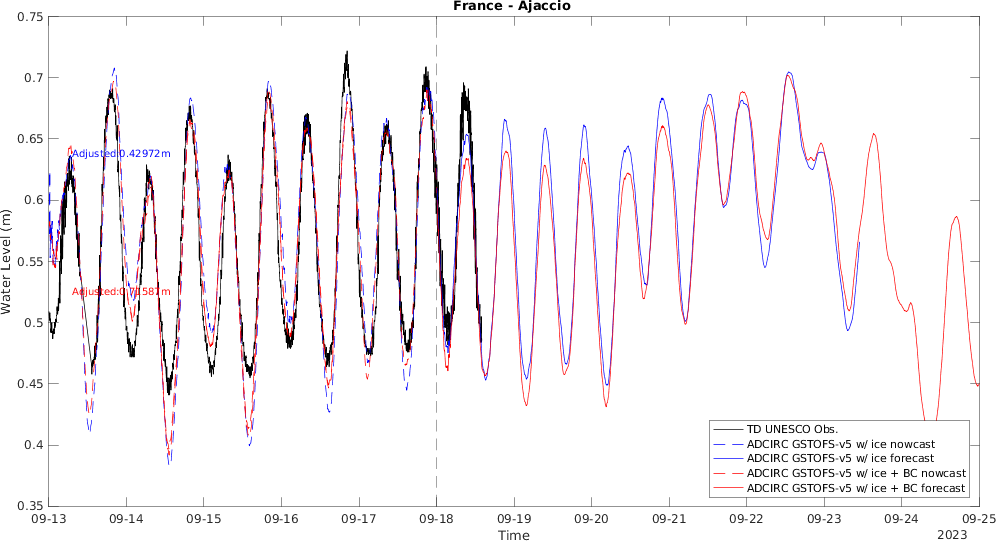 France - Ajaccio
0.75
0.7
0.65
0.6
0.55
0.5
0.45
0.4
0.35
Water Level (m)
Adjusted:0.42972m
Adjusted:0.71587m
TD UNESCO Obs.
ADCIRC GSTOFS-v5 w/ ice nowcast
ADCIRC GSTOFS-v5 w/ ice forecast
ADCIRC GSTOFS-v5 w/ ice + BC nowcast
ADCIRC GSTOFS-v5 w/ ice + BC forecast
09-13 09-14 09-15 09-16 09-17 09-18 09-19 09-20 09-21 09-22 09-23 09-24 09-25
Time
2023